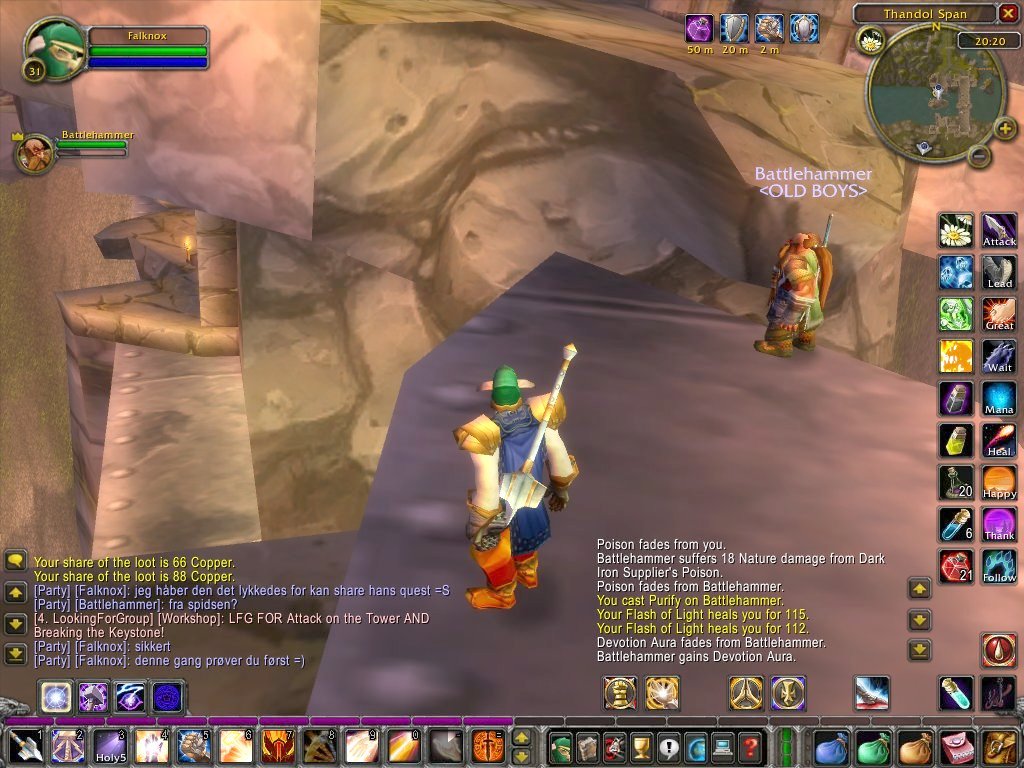 Falknox
31
Battlehammer
50 m 20 m 2 m
Thandol Span
N
20:20
Battlehammer
<OLD BOYS>
Attack
Lead
Great
Wait
Mana
Heal
20
Happy
6
Thank
21
Follow
Your share of the loot is 66 Copper.
Your share of the loot is 88 Copper.
[Party] [Falknox]: jeg håber den det lykkedes for kan share hans quest =S
[Party] [Battlehammer]: fra spidsen?
[4. LookingForGroup] [Workshop]: LFG FOR Attack on the Tower AND
Breaking the Keystone!
[Party] [Falknox]: sikkert
[Party] [Falknox]: denne gang prøver du først =)
Poison fades from you.
Battlehammer suffers 18 Nature damage from Dark
Iron Supplier's Poison.
Poison fades from Battlehammer.
You cast Purify on Battlehammer.
Your Flash of Light heals you for 115.
Your Flash of Light heals you for 112.
Devotion Aura fades from Battlehammer.
Battlehammer gains Devotion Aura.
1 2 3 4 5 6 7 8 9 0 - =
Holy5